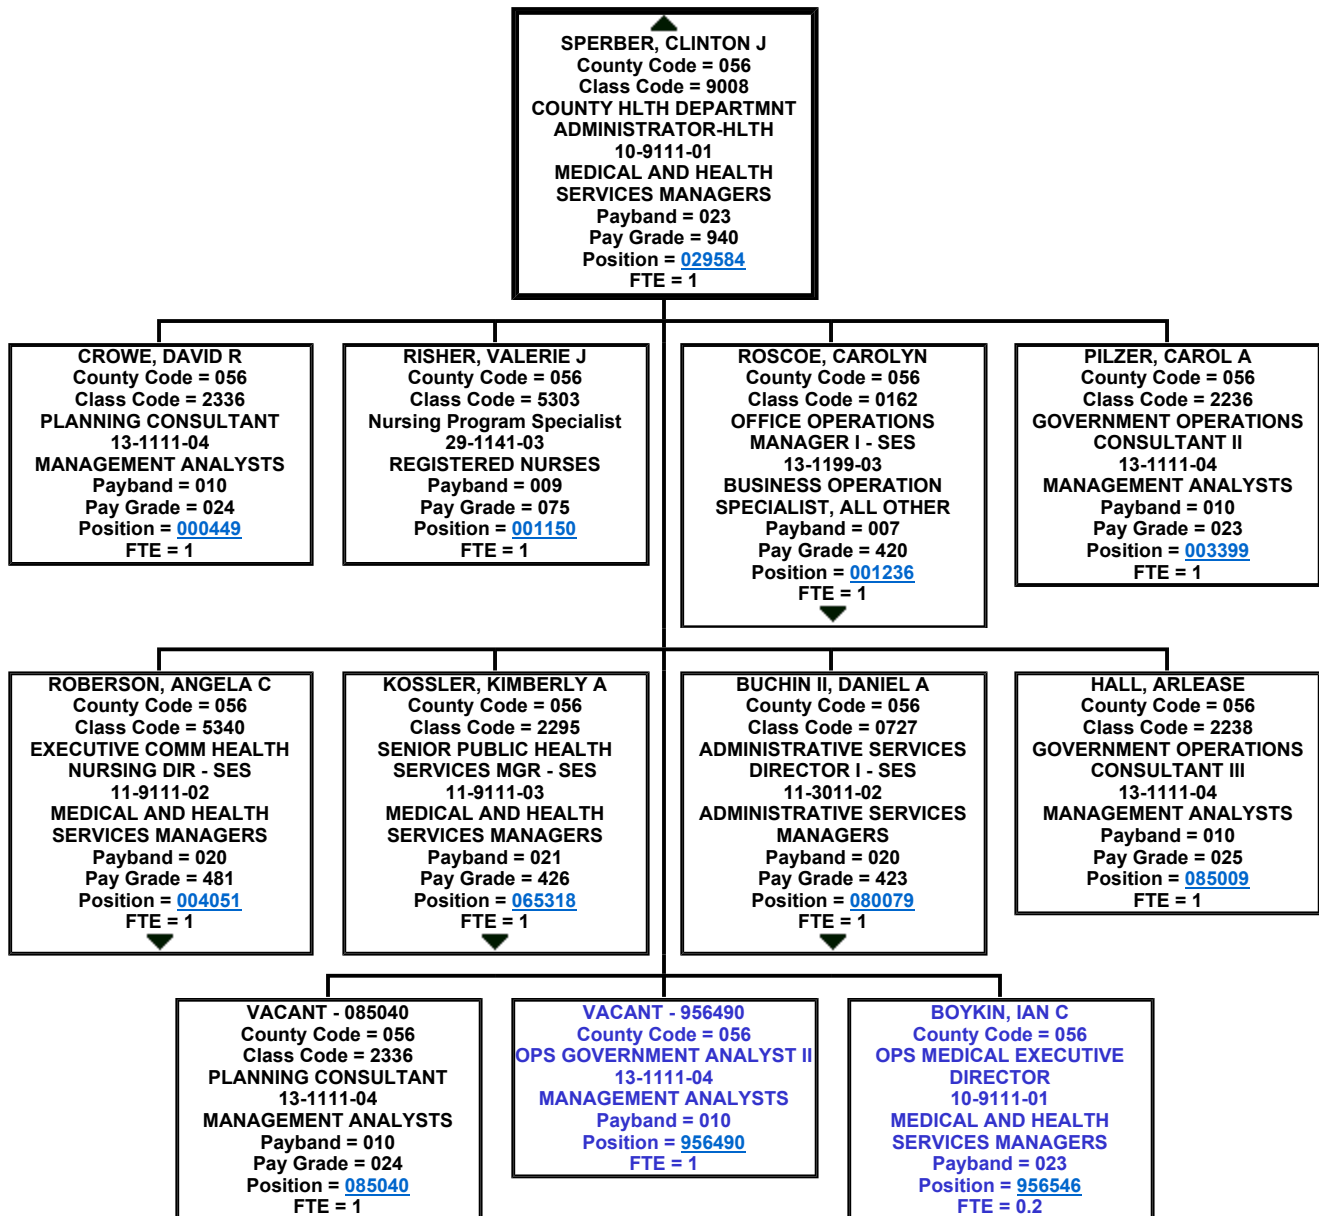 SPERBER, CLINTON J
County Code = 056
Class Code = 9008
COUNTY HLTH DEPARTMNT
ADMINISTRATOR-HLTH
10-9111-01
MEDICAL AND HEALTH
SERVICES MANAGERS
Payband = 023
Pay Grade = 940
Position = 029584
FTE = 1
CROWE, DAVID R
County Code = 056
Class Code = 2336
PLANNING CONSULTANT
13-1111-04
MANAGEMENT ANALYSTS
Payband = 010
Pay Grade = 024
Position = 000449
FTE = 1
RISHER, VALERIE J
County Code = 056
Class Code = 5303
Nursing Program Specialist
29-1141-03
REGISTERED NURSES
Payband = 009
Pay Grade = 075
Position = 001150
FTE = 1
ROSCOE, CAROLYN
County Code = 056
Class Code = 0162
OFFICE OPERATIONS
MANAGER I - SES
13-1199-03
BUSINESS OPERATION
SPECIALIST, ALL OTHER
Payband = 007
Pay Grade = 420
Position = 001236
FTE = 1
PILZER, CAROL A
County Code = 056
Class Code = 2236
GOVERNMENT OPERATIONS
CONSULTANT II
13-1111-04
MANAGEMENT ANALYSTS
Payband = 010
Pay Grade = 023
Position = 003399
FTE = 1
ROBERSON, ANGELA C
County Code = 056
Class Code = 5340
EXECUTIVE COMM HEALTH
NURSING DIR - SES
11-9111-02
MEDICAL AND HEALTH
SERVICES MANAGERS
Payband = 020
Pay Grade = 481
Position = 004051
FTE = 1
KOSSLER, KIMBERLY A
County Code = 056
Class Code = 2295
SENIOR PUBLIC HEALTH
SERVICES MGR - SES
11-9111-03
MEDICAL AND HEALTH
SERVICES MANAGERS
Payband = 021
Pay Grade = 426
Position = 065318
FTE = 1
BUCHIN II, DANIEL A
County Code = 056
Class Code = 0727
ADMINISTRATIVE SERVICES
DIRECTOR I - SES
11-3011-02
ADMINISTRATIVE SERVICES
MANAGERS
Payband = 020
Pay Grade = 423
Position = 080079
FTE = 1
HALL, ARLEASE
County Code = 056
Class Code = 2238
GOVERNMENT OPERATIONS
CONSULTANT III
13-1111-04
MANAGEMENT ANALYSTS
Payband = 010
Pay Grade = 025
Position = 085009
FTE = 1
VACANT - 085040
County Code = 056
Class Code = 2336
PLANNING CONSULTANT
13-1111-04
MANAGEMENT ANALYSTS
Payband = 010
Pay Grade = 024
Position = 085040
FTE = 1
VACANT - 956490
County Code = 056
OPS GOVERNMENT ANALYST II
13-1111-04
MANAGEMENT ANALYSTS
Payband = 010
Position = 956490
FTE = 1
BOYKIN, IAN C
County Code = 056
OPS MEDICAL EXECUTIVE
DIRECTOR
10-9111-01
MEDICAL AND HEALTH
SERVICES MANAGERS
Payband = 023
Position = 956546
FTE = 0.2